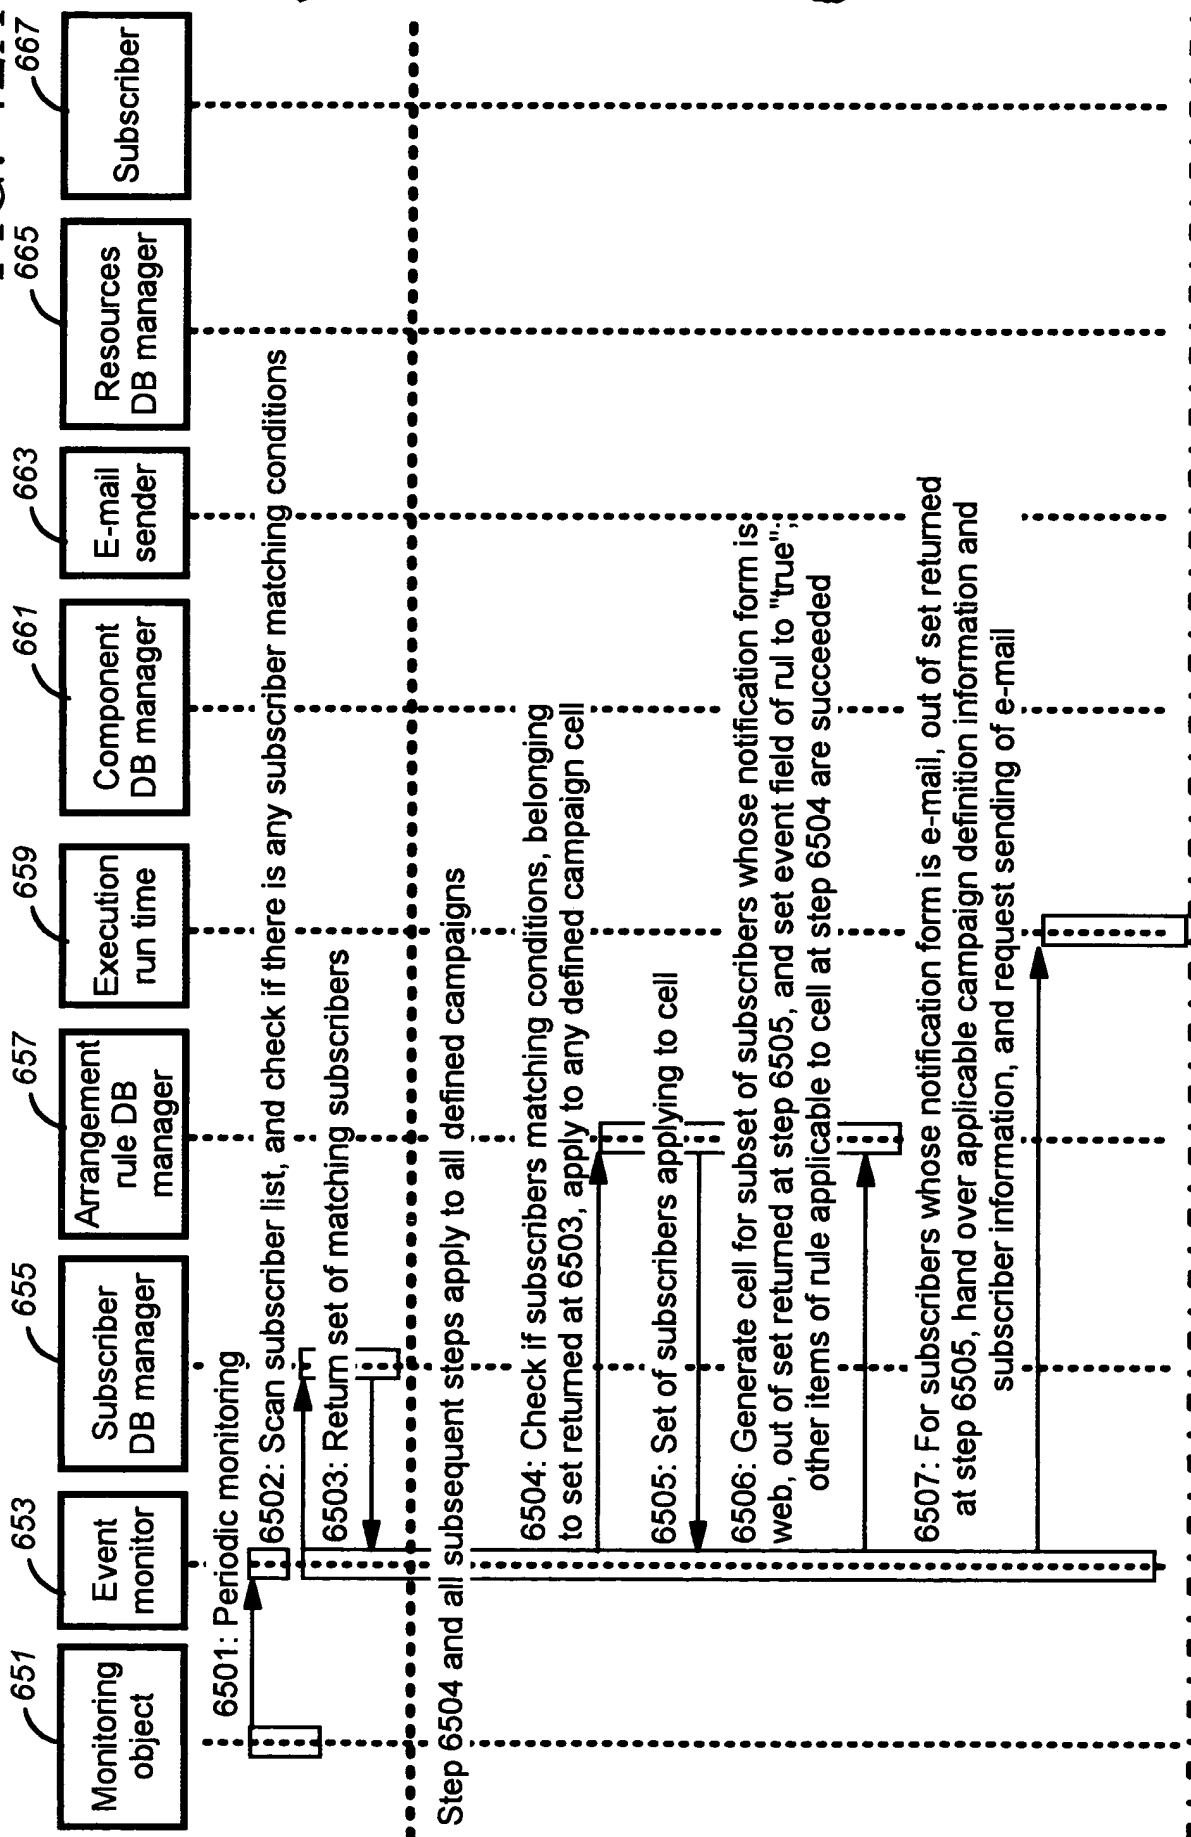 651
Monitoring
object
653
Event
monitor
655
Subscriber
DB manager
657
Arrangement
rule DB
manager
659
Execution
run time
661
Component
DB manager
663
E-mail
sender
665
Resources
DB manager
667
Subscriber
6501: Periodic monitoring
6502: Scan subscriber list, and check if there is any subscriber matching conditions
6503: Return set of matching subscribers
Step 6504 and all subsequent steps apply to all defined campaigns
6504: Check if subscribers matching conditions, belonging
to set returned at 6503, apply to any defined campaign cell
6505: Set of subscribers applying to cell
6506: Generate cell for subset of subscribers whose notification form is
web, out of set returned at step 6505, and set event field of rul to "true";
other items of rule applicable to cell at step 6504 are succeeded
6507: For subscribers whose notification form is e-mail, out of set returned
at step 6505, hand over applicable campaign definition information and
subscriber information, and request sending of e-mail